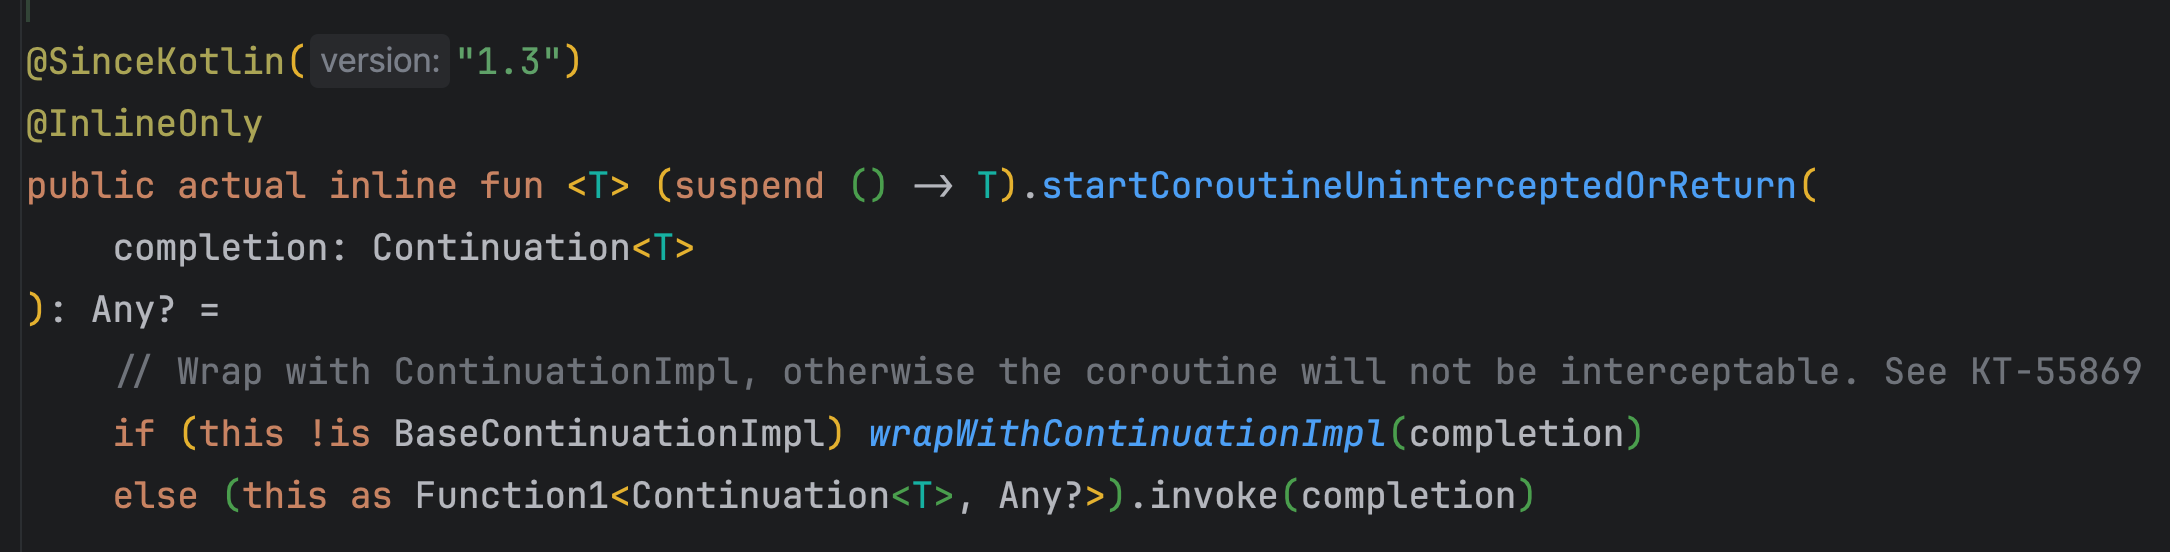 @SinceKotlin( version: "1.3")
@InlineOnly
public actual inline fun <T> (suspend () -> T).startCoroutineUninterceptedOrReturn(
    completion: Continuation<T>
): Any? =
    // Wrap with ContinuationImpl, otherwise the coroutine will not be interceptable. See KT-55869
    if (this !is BaseContinuationImpl) wrapWithContinuationImpl(completion)
    else (this as Function1<Continuation<T>, Any?>).invoke(completion)